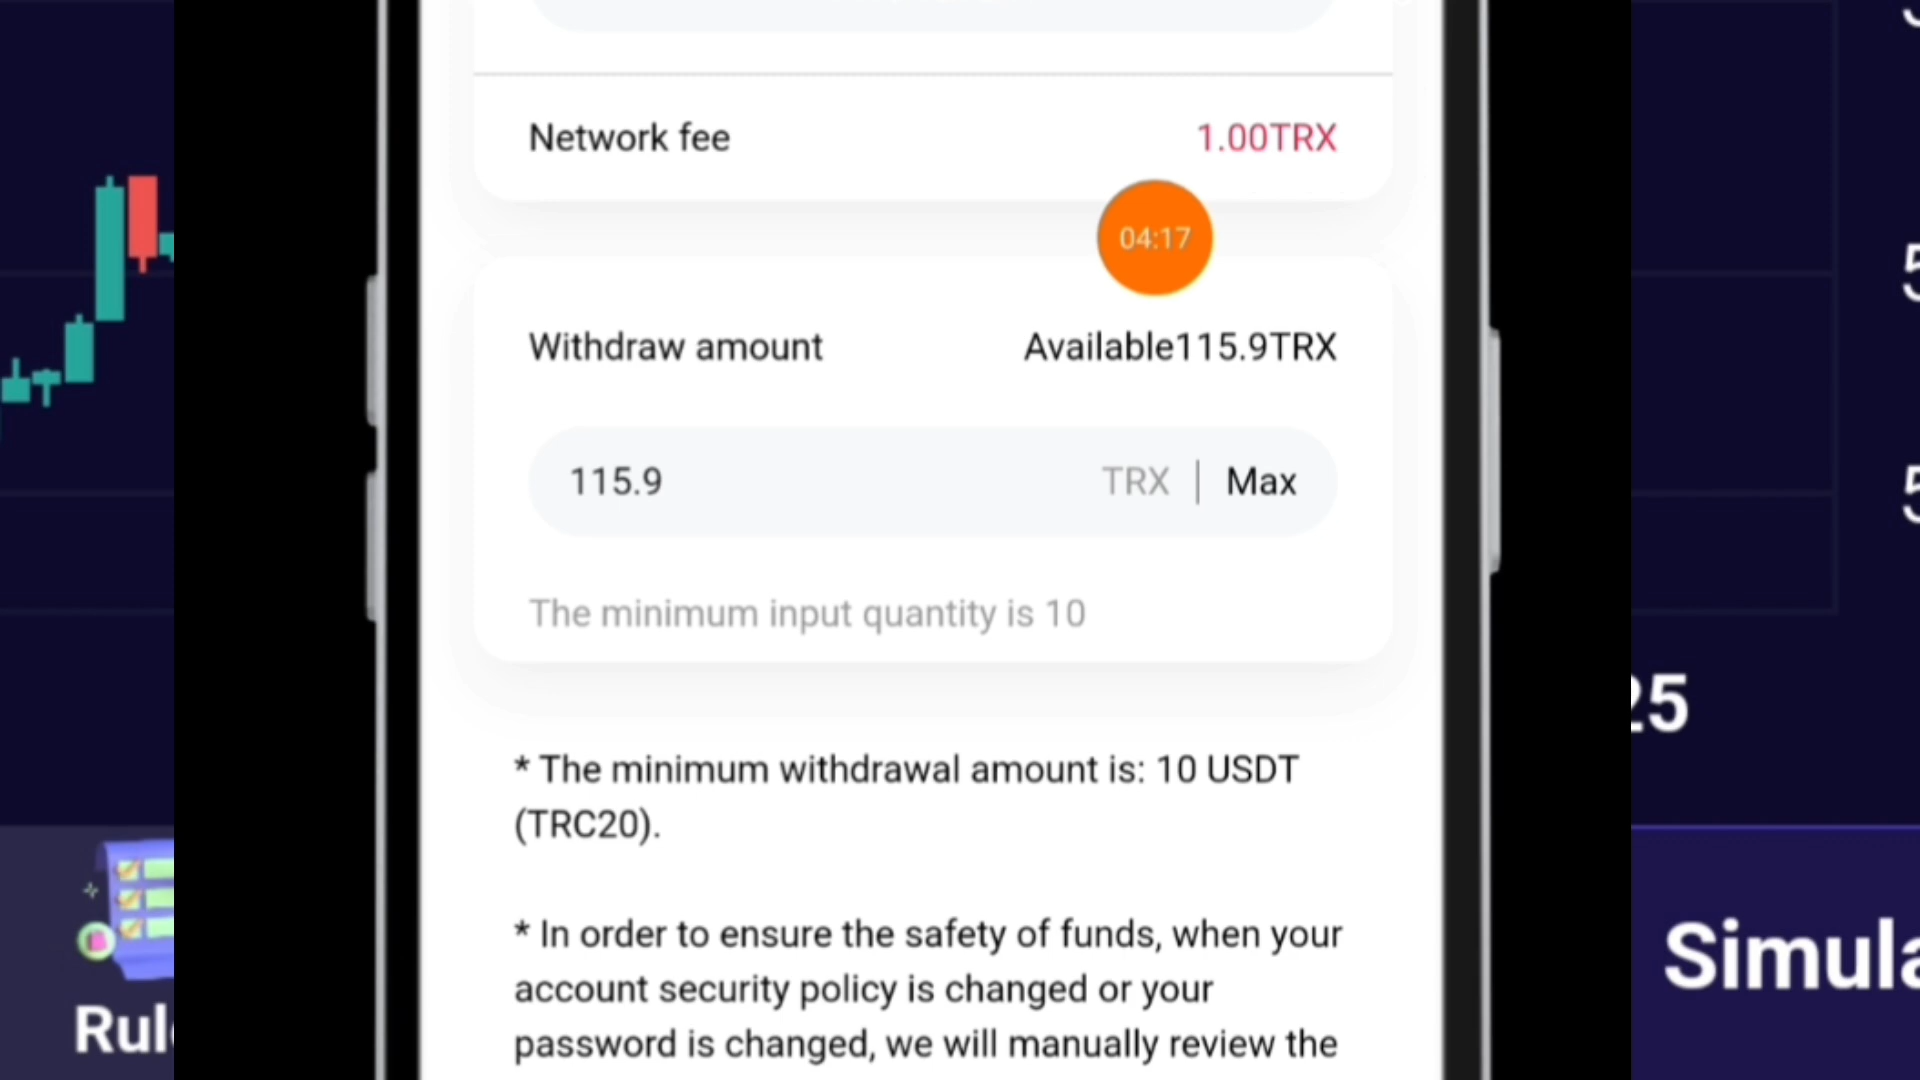 Network fee 1.00TRX
04:17
Withdraw amount Available115.9TRX
115.9 TRX | Max
The minimum input quantity is 10
25
* The minimum withdrawal amount is: 10 USDT
(TRC20).
* In order to ensure the safety of funds, when your
account security policy is changed or your
password is changed, we will manually review the
Rul
Simula